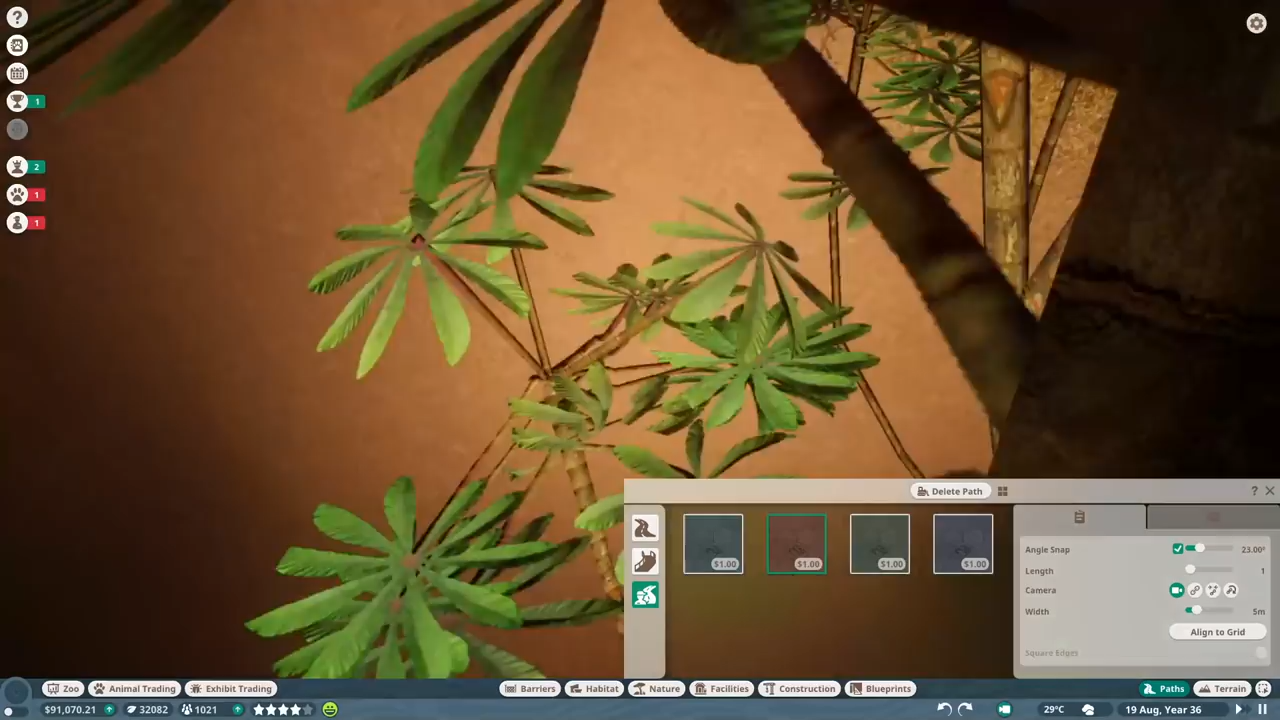 ?
1
2
1
1
Delete Path
? ×
$1.00 $1.00 $1.00 $1.00
Angle Snap 23.00°
Length 1
Camera
Width 5m
Align to Grid
Square Edges
Zoo Animal Trading Exhibit Trading Barriers Habitat Nature Facilities Construction Blueprints Paths Terrain
$91,070.21 32082 1021 29°C 19 Aug, Year 36